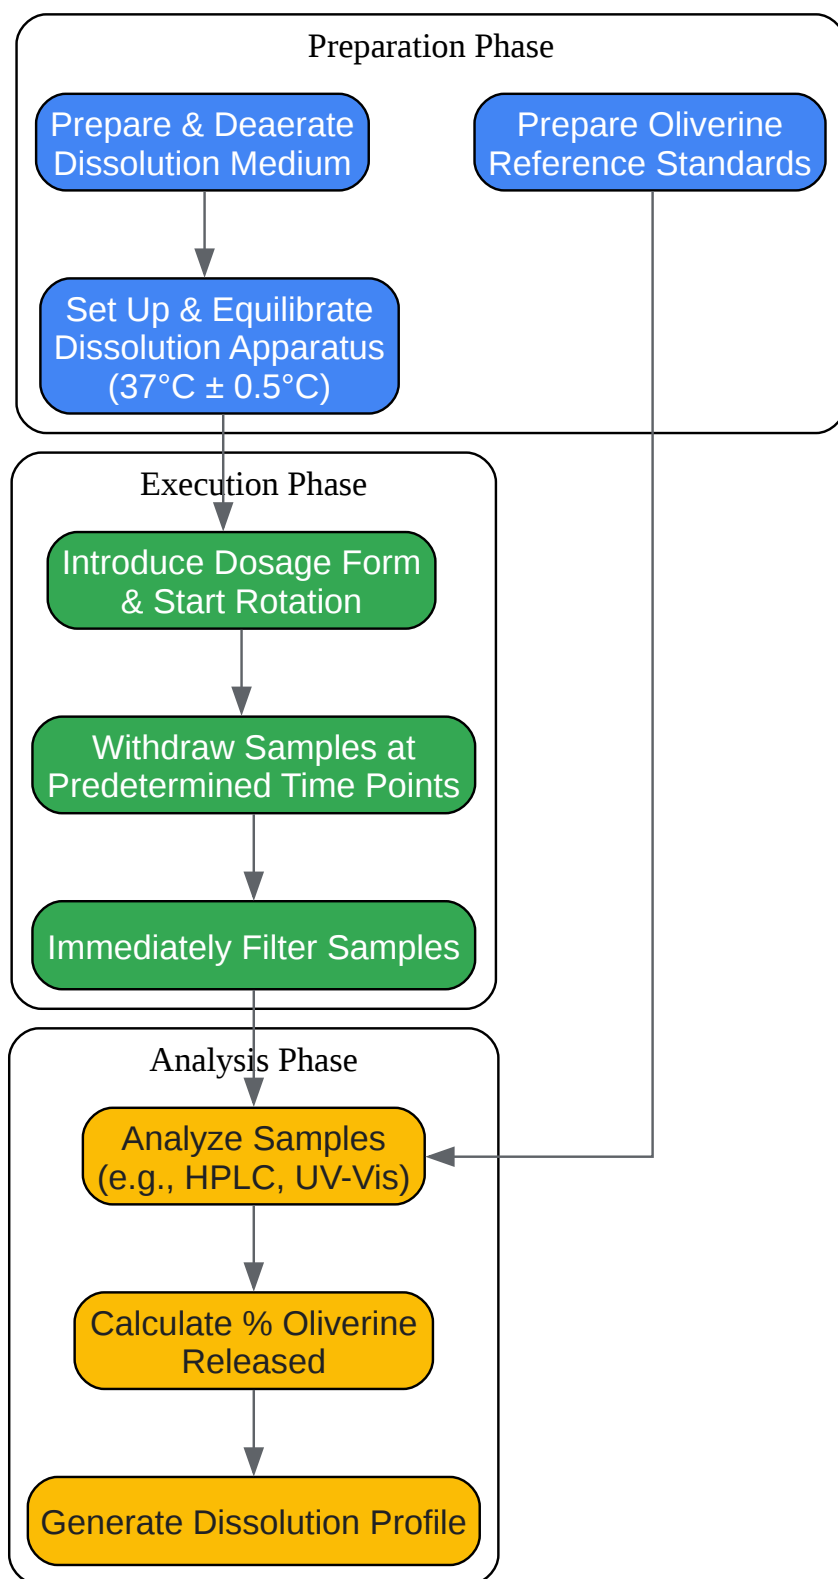 Preparation Phase
Prepare & Deaerate
Dissolution Medium
Prepare Oliverine
Reference Standards
Set Up & Equilibrate
Dissolution Apparatus
(37°C ± 0.5°C)
Execution Phase
Introduce Dosage Form
& Start Rotation
Withdraw Samples at
Predetermined Time Points
Immediately Filter Samples
Analysis Phase
Analyze Samples
(e.g., HPLC, UV-Vis)
Calculate % Oliverine
Released
Generate Dissolution Profile